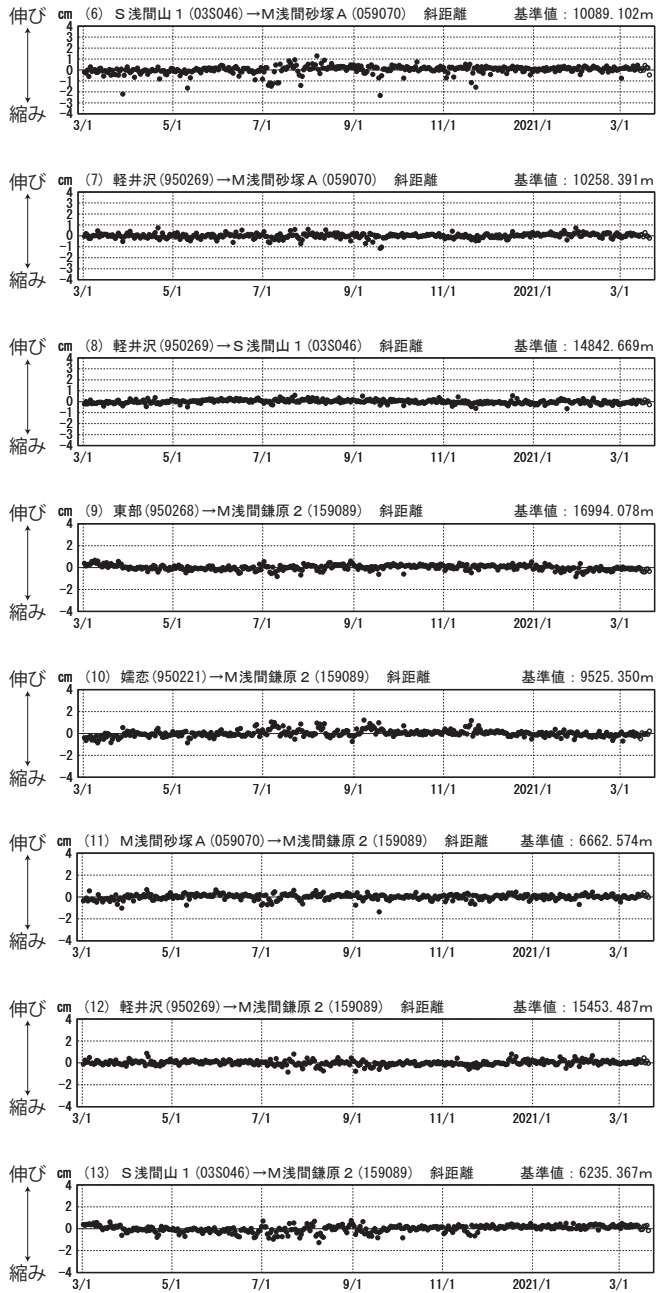 伸び cm (6) S浅間山1(03S046)→M浅間砂塚A(059070) 斜距離 基準値:10089.102m
4
3
2
1
0
-1
-2
-3
縮み -4
3/1 5/1 7/1 9/1 11/1 2021/1 3/1
伸び cm (7) 軽井沢(950269)→M浅間砂塚A(059070) 斜距離 基準値:10258.391m
4
3
2
1
0
-1
-2
-3
縮み -4
3/1 5/1 7/1 9/1 11/1 2021/1 3/1
伸び cm (8) 軽井沢(950269)→S浅間山1(03S046) 斜距離 基準値:14842.669m
4
3
2
1
0
-1
-2
-3
縮み -4
3/1 5/1 7/1 9/1 11/1 2021/1 3/1
伸び cm (9) 東部(950268)→M浅間鎌原2(159089) 斜距離 基準値:16994.078m
4
2
0
-2
縮み -4
3/1 5/1 7/1 9/1 11/1 2021/1 3/1
伸び cm (10) 嬬恋(950221)→M浅間鎌原2(159089) 斜距離 基準値:9525.350m
4
2
0
-2
縮み -4
3/1 5/1 7/1 9/1 11/1 2021/1 3/1
伸び cm (11) M浅間砂塚A(059070)→M浅間鎌原2(159089) 斜距離 基準値:6662.574m
4
2
0
-2
縮み -4
3/1 5/1 7/1 9/1 11/1 2021/1 3/1
伸び cm (12) 軽井沢(950269)→M浅間鎌原2(159089) 斜距離 基準値:15453.487m
4
2
0
-2
縮み -4
3/1 5/1 7/1 9/1 11/1 2021/1 3/1
伸び cm (13) S浅間山1(03S046)→M浅間鎌原2(159089) 斜距離 基準値:6235.367m
4
2
0
-2
縮み -4
3/1 5/1 7/1 9/1 11/1 2021/1 3/1